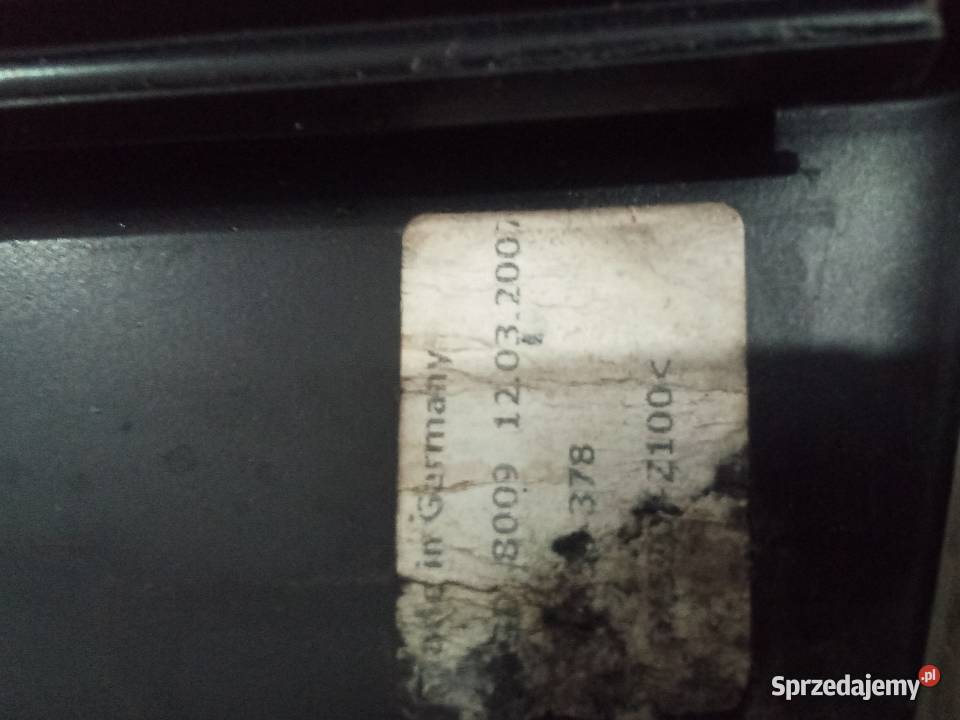 in Germany
8009 12.03.2007
378
Z100<
Sprzedajemy.pl